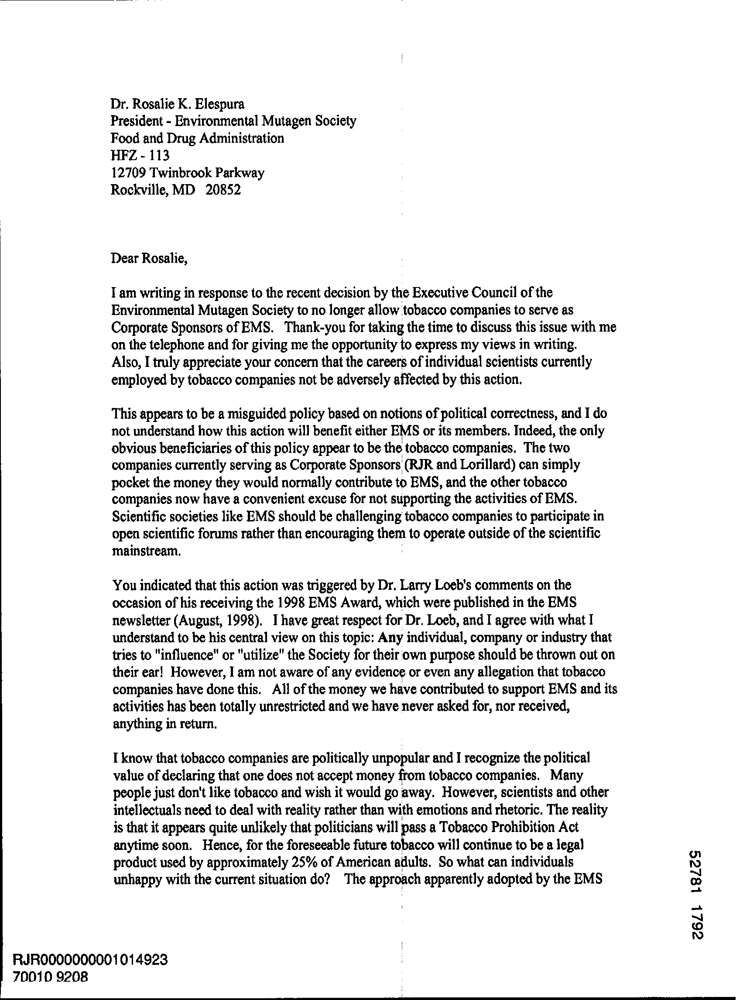 Dr. Rosalie K. Elespura
President - Environmental Mutagen Society
Food and Drug Administration
HFZ - 113
12709 Twinbrook Parkway
Rockville, MD 20852
Dear Rosalie,
I am writing in response to the recent decision by the Executive Council of the
Environmental Mutagen Society to no longer allow tobacco companies to serve as
Corporate Sponsors of EMS. Thank-you for taking the time to discuss this issue with me
on the telephone and for giving me the opportunity to express my views in writing.
Also, I truly appreciate your concern that the careers of individual scientists currently
employed by tobacco companies not be adversely affected by this action.
This appears to be a misguided policy based on notions of political correctness, and I do
not understand how this action will benefit either EMS or its members. Indeed, the only
obvious beneficiaries of this policy appear to be the tobacco companies. The two
companies currently serving as Corporate Sponsors (RJR and Lorillard) can simply
pocket the money they would normally contribute to EMS, and the other tobacco
companies now have a convenient excuse for not supporting the activities of EMS.
Scientific societies like EMS should be challenging tobacco companies to participate in
open scientific forums rather than encouraging them to operate outside of the scientific
mainstream.
You indicated that this action was triggered by Dr. Larry Loeb's comments on the
occasion of his receiving the 1998 EMS Award, which were published in the EMS
newsletter (August, 1998). I have great respect for Dr. Loeb, and I agree with what I
understand to be his central view on this topic: Any individual, company or industry that
tries to "influence" or "utilize" the Society for their own purpose should be thrown out on
their ear! However, I am not aware of any evidence or even any allegation that tobacco
companies have done this. All of the money we have contributed to support EMS and its
activities has been totally unrestricted and we have never asked for, nor received,
anything in return.
I know that tobacco companies are politically unpopular and I recognize the political
value of declaring that one does not accept money from tobacco companies. Many
people just don't like tobacco and wish it would go away. However, scientists and other
intellectuals need to deal with reality rather than with emotions and rhetoric. The reality
is that it appears quite unlikely that politicians will pass a Tobacco Prohibition Act
anytime soon. Hence, for the foreseeable future tobacco will continue to be a legal
product used by approximately 25% of American adults. So what can individuals
unhappy with the current situation do? The approach apparently adopted by the EMS
52781 1792
RJR0000000001014923
70010 9208